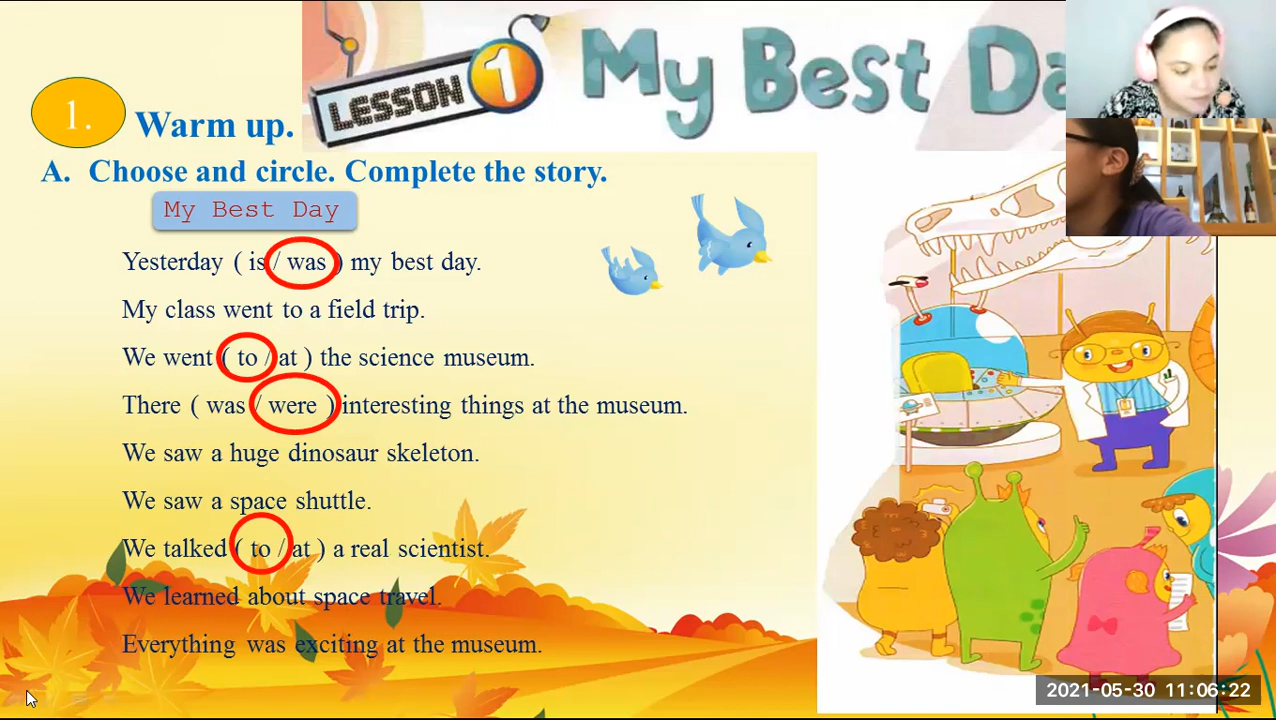 LESSON 1
My Best Da
1.
Warm up.
A. Choose and circle. Complete the story.
My Best Day
Yesterday ( is / was ) my best day.
My class went to a field trip.
We went ( to / at ) the science museum.
There ( was / were ) interesting things at the museum.
We saw a huge dinosaur skeleton.
We saw a space shuttle.
We talked ( to / at ) a real scientist.
We learned about space travel.
Everything was exciting at the museum.
2021-05-30 11:06:22